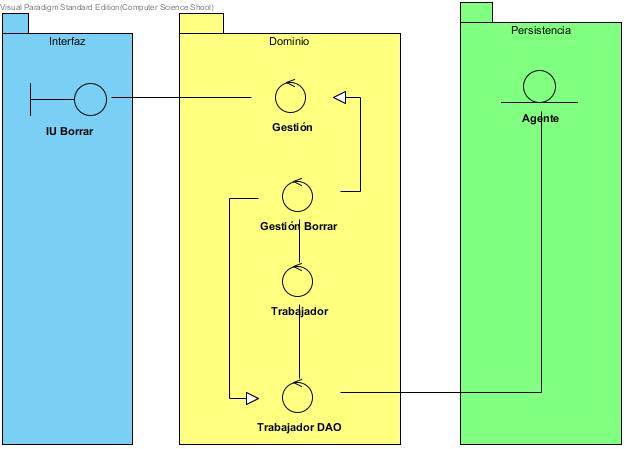 Visual Paradigm Standard Edition(Computer Science Shool)
Interfaz
Dominio
Persistencia
IU Borrar
Gestión
Agente
Gestión Borrar
Trabajador
Trabajador DAO